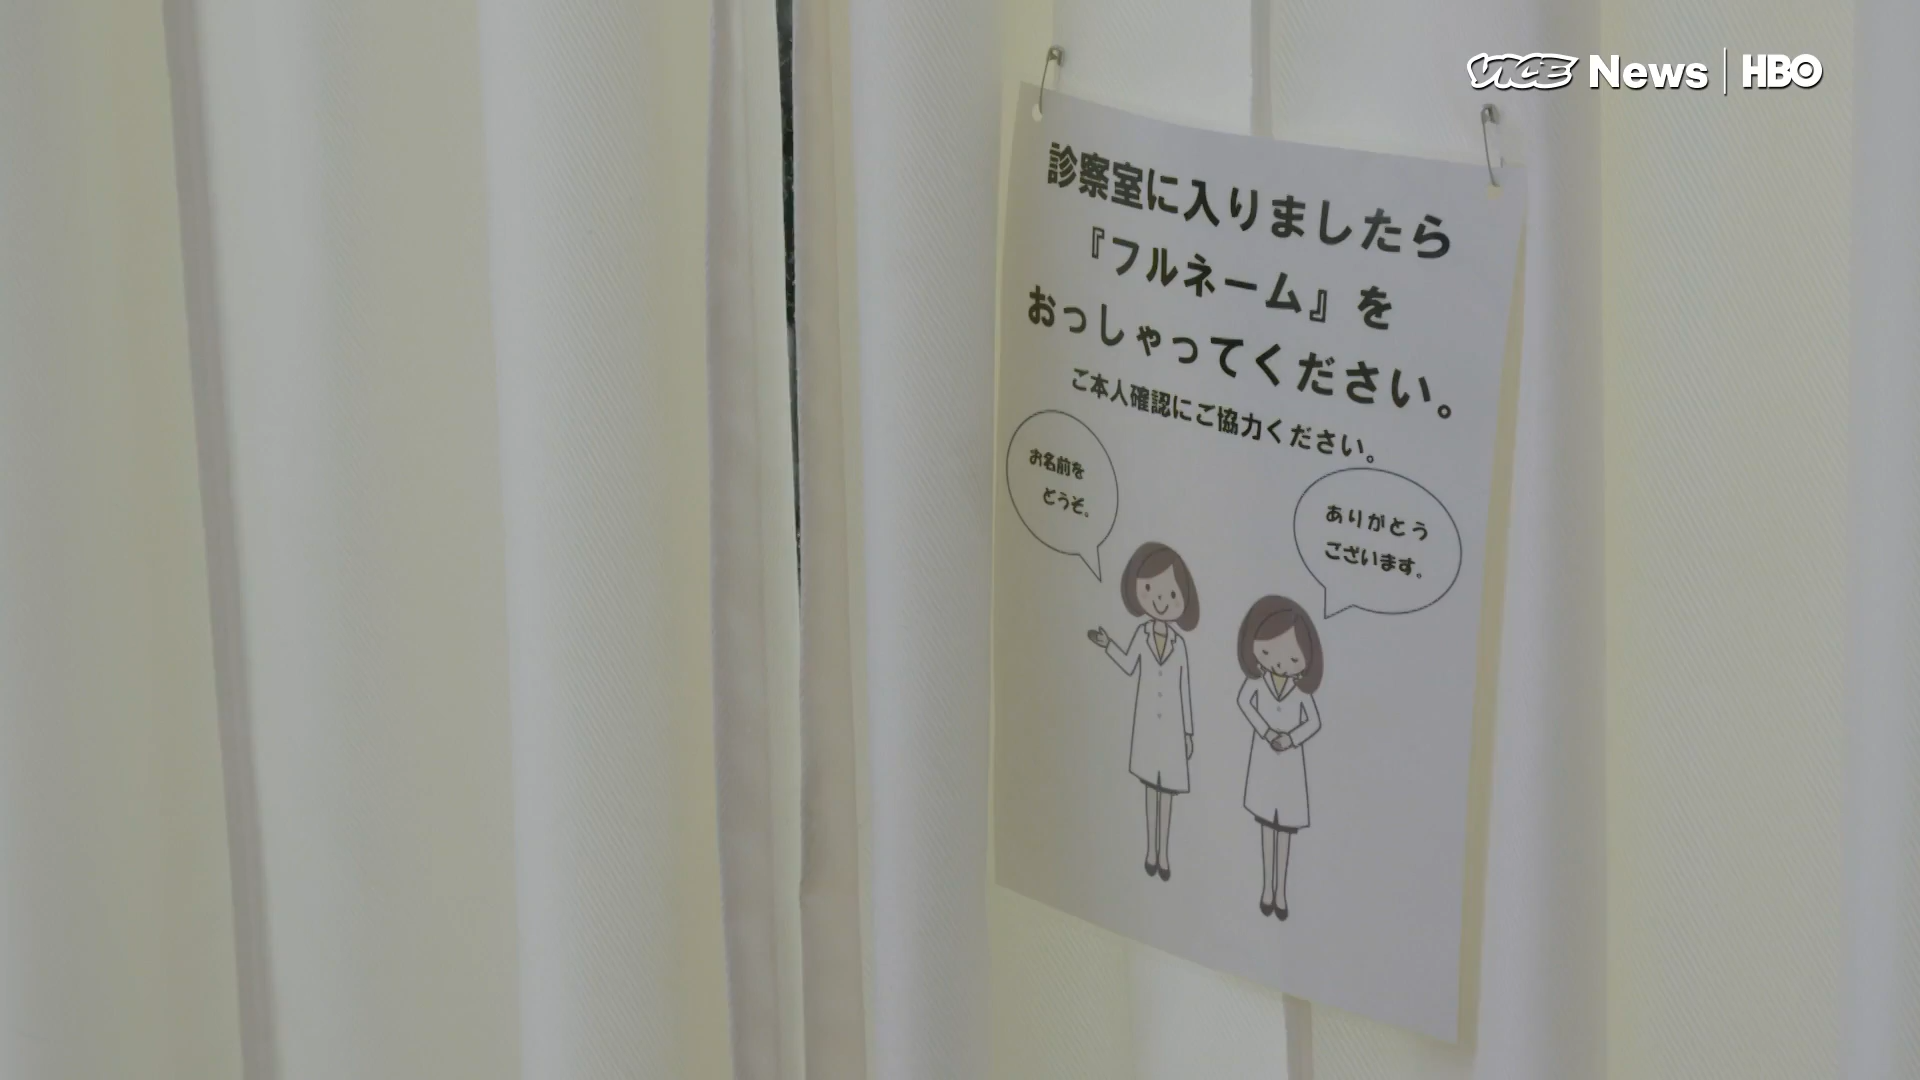 VICE News | HBO
診察室に入りましたら
『フルネーム』を
おっしゃってください。
ご本人確認にご協力ください。
お名前を
どうぞ。
ありがとう
ございます。